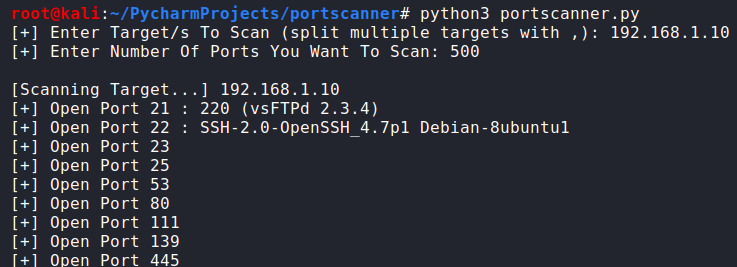 root@kali:~/PycharmProjects/portscanner# python3 portscanner.py
[+] Enter Target/s To Scan (split multiple targets with ,): 192.168.1.10
[+] Enter Number Of Ports You Want To Scan: 500
[Scanning Target...] 192.168.1.10
[+] Open Port 21 : 220 (vsFTPd 2.3.4)
[+] Open Port 22 : SSH-2.0-OpenSSH_4.7p1 Debian-8ubuntu1
[+] Open Port 23
[+] Open Port 25
[+] Open Port 53
[+] Open Port 80
[+] Open Port 111
[+] Open Port 139
[+] Open Port 445